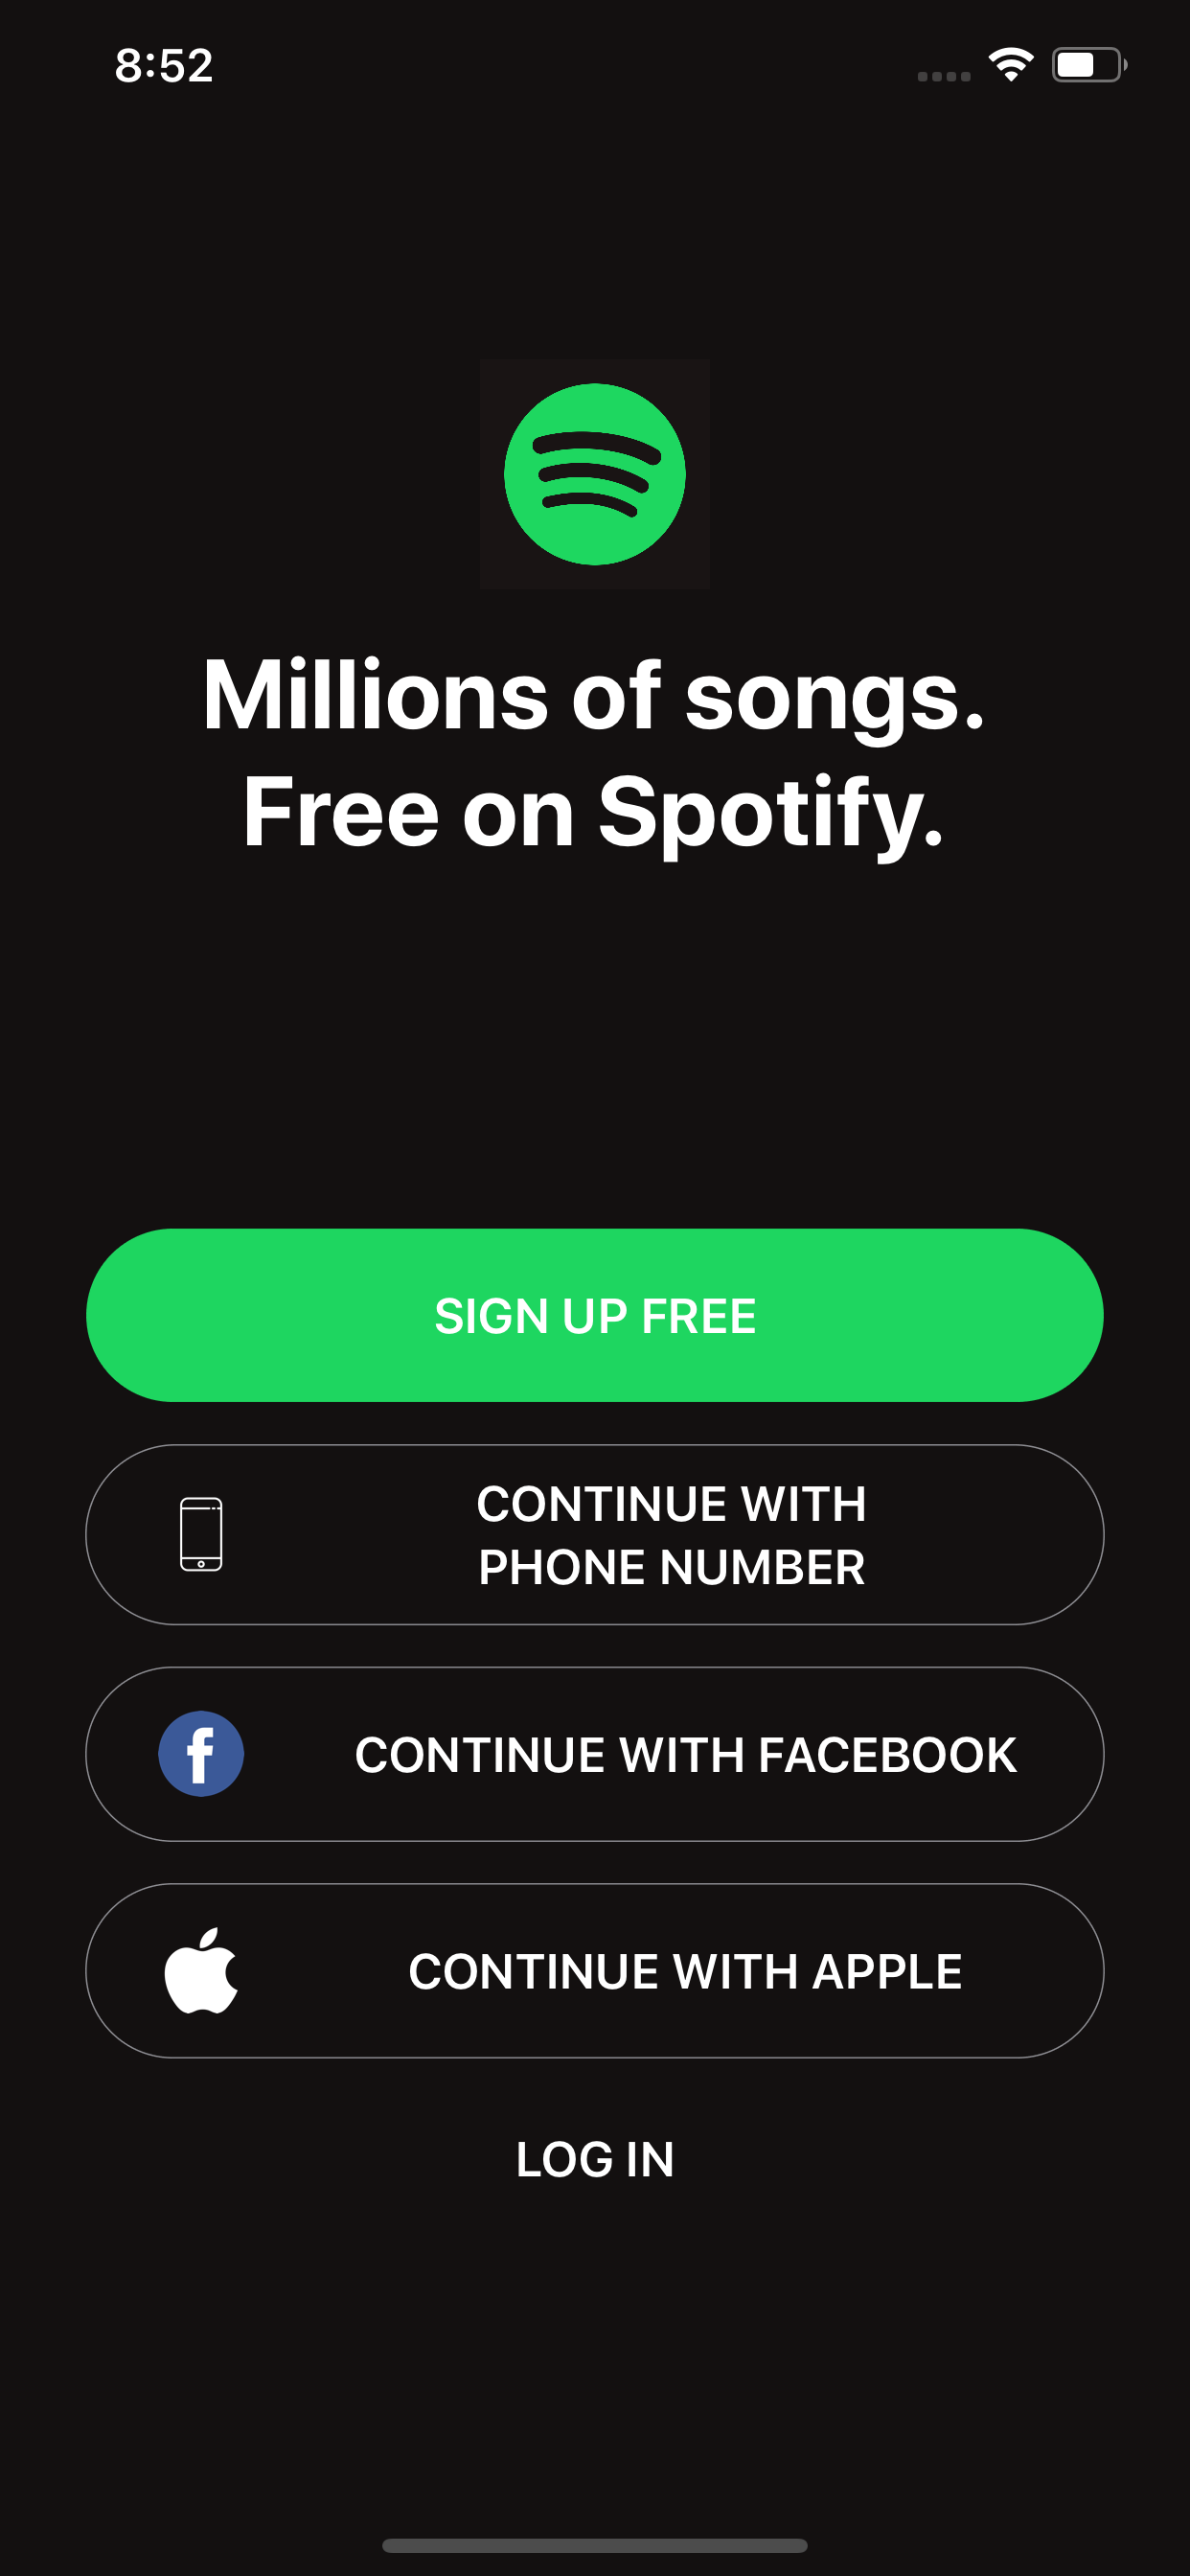 8:52
Millions of songs.
Free on Spotify.
SIGN UP FREE
CONTINUE WITH
PHONE NUMBER
CONTINUE WITH FACEBOOK
CONTINUE WITH APPLE
LOG IN